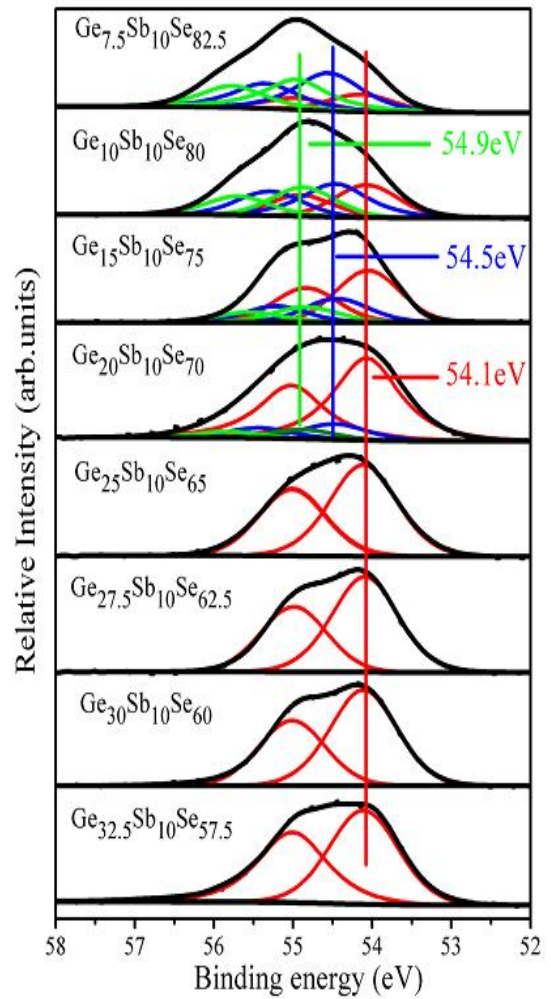 Ge7.5Sb10Se82.5
Ge10Sb10Se80
54.9eV
Ge15Sb10Se75
54.5eV
Ge20Sb10Se70
54.1eV
Ge25Sb10Se65
Ge27.5Sb10Se62.5
Ge30Sb10Se60
Ge32.5Sb10Se57.5
Relative Intensity (arb.units)
58 57 56 55 54 53 52
Binding energy (eV)